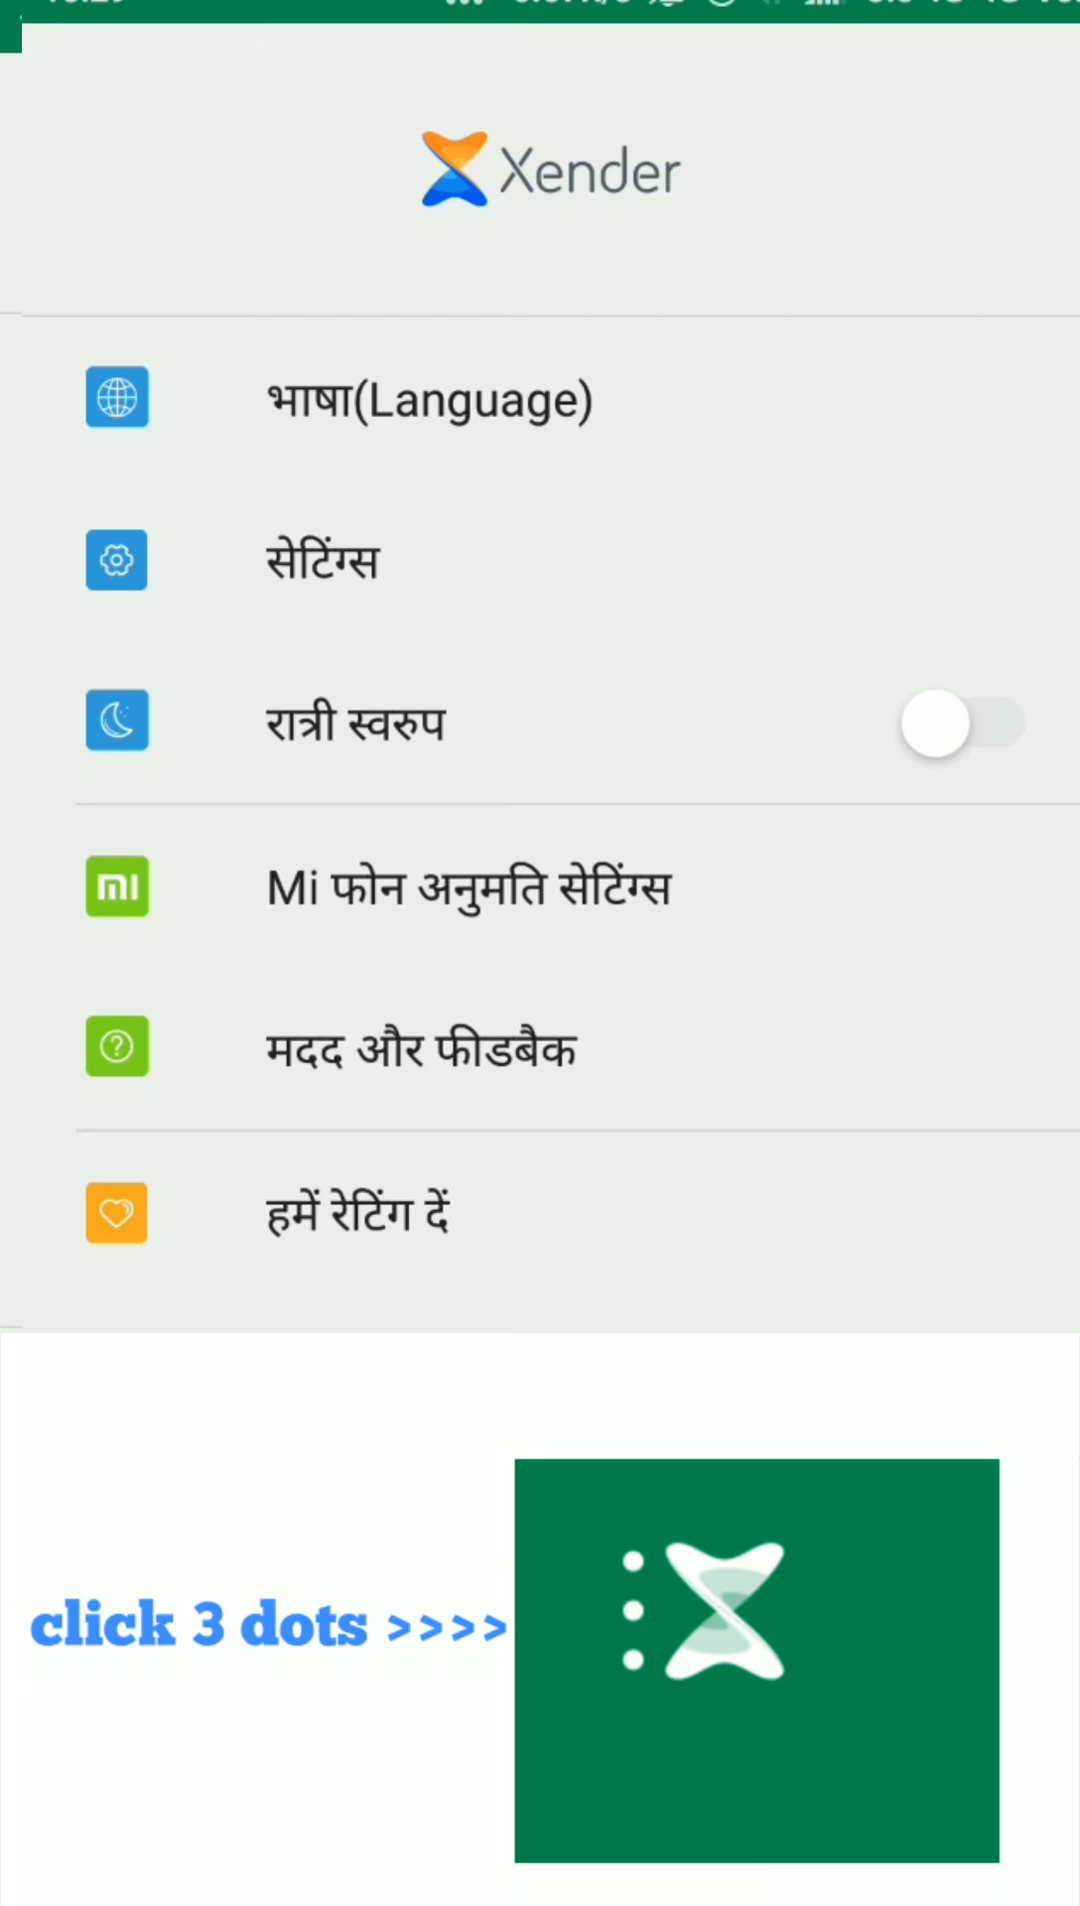 Xender
भाषा(Language)
सेटिंग्स
रात्री स्वरुप
Mi फोन अनुमति सेटिंग्स
मदद और फीडबैक
हमें रेटिंग दें
click 3 dots >>>>